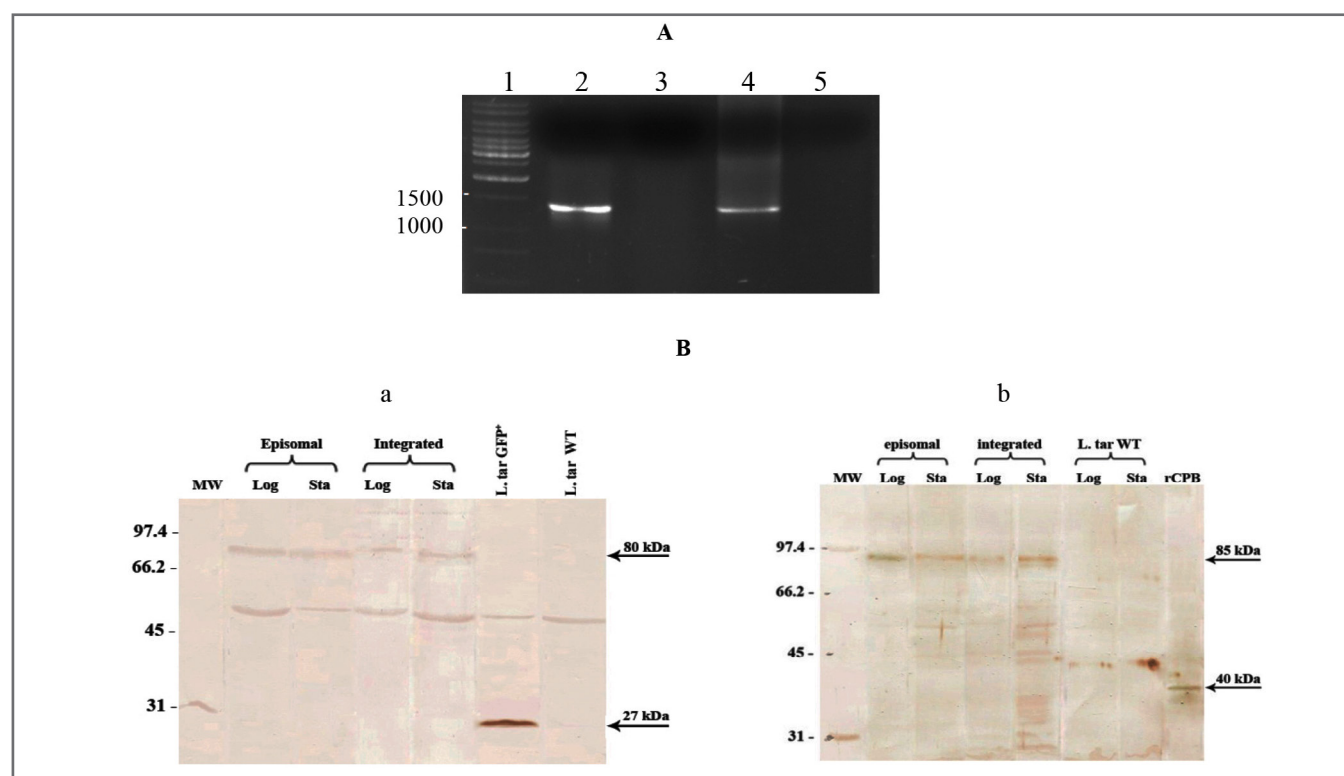 A
1 2 3 4 5
1500
1000
B
a
Episomal Integrated L. tar GFP+ L. tar WT
MW Log Sta Log Sta
97.4 -
80 kDa
66.2 -
45 -
31 -
27 kDa
b
episomal integrated L. tar WT
MW Log Sta Log Sta Log Sta rCPB
97.4 -
85 kDa
66.2 -
45 -
40 kDa
31 -